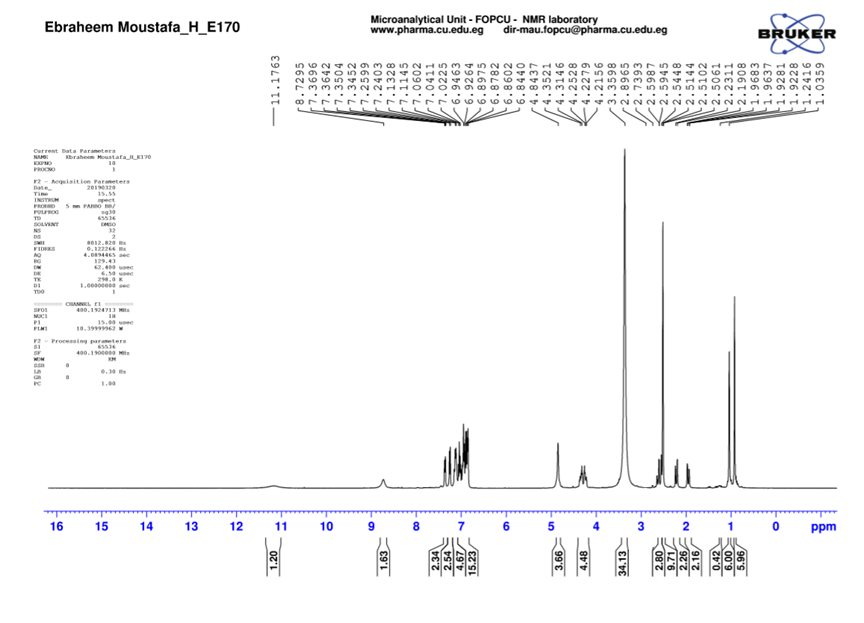 Ebraheem Moustafa_H_E170
Microanalytical Unit - FOPCU - NMR laboratory
www.pharma.cu.edu.eg dir-mau.fopcu@pharma.cu.edu.eg
BRUKER
11.1763
8.7295
7.3696
7.3642
7.3504
7.3452
7.2599
7.2403
7.1328
7.1145
7.0602
7.0411
7.0225
6.9463
6.9264
6.8975
6.8782
6.8602
6.8440
4.8437
4.3321
4.3146
4.2528
4.2279
4.2156
3.3598
2.8965
2.7393
2.5987
2.5945
2.5448
2.5144
2.5102
2.5061
2.2311
2.1908
1.9683
1.9637
1.9281
1.9228
1.2416
1.0359
Current Data Parameters
NAME Ebraheem Moustafa_H_E170
EXPNO 10
PROCNO 1
F2 - Acquisition Parameters
Date_ 20190320
Time 15.55
INSTRUM spect
PROBHD 5 mm PABBO BB/
PULPROG zg30
TD 65536
SOLVENT DMSO
NS 32
DS 2
SWH 8012.820 Hz
FIDRES 0.122266 Hz
AQ 4.0894465 sec
RG 129.43
DW 62.400 usec
DE 6.50 usec
TE 298.0 K
D1 1.00000000 sec
TD0 1
======== CHANNEL f1 ========
SFO1 400.1924713 MHz
NUC1 1H
P1 15.00 usec
PLW1 10.39999962 W
F2 - Processing parameters
SI 65536
SF 400.1900000 MHz
WDW EM
SSB 0
LB 0.30 Hz
GB 0
PC 1.00
16 15 14 13 12 11 10 9 8 7 6 5 4 3 2 1 0 ppm
1.20
1.63
2.34
2.54
4.67
15.23
3.66
4.48
34.13
2.80
9.71
2.26
2.16
0.42
6.00
5.96